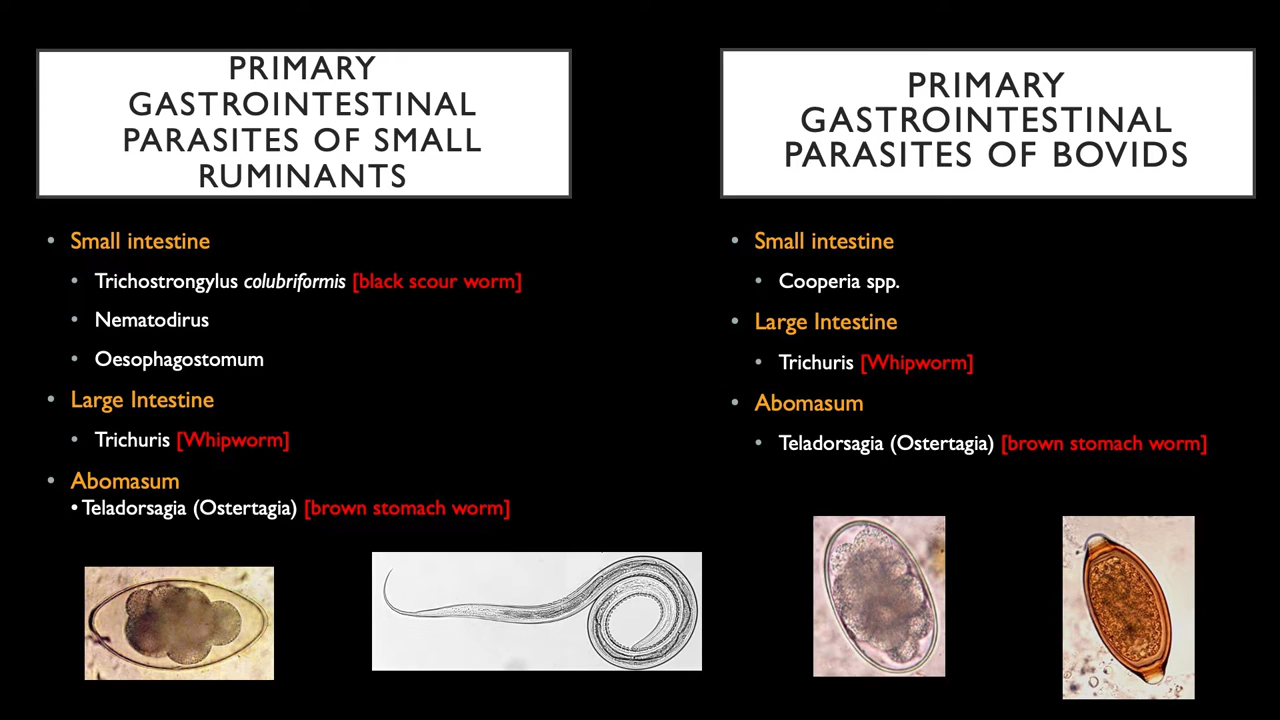 PRIMARY
GASTROINTESTINAL
PARASITES OF SMALL
RUMINANTS
• Small intestine
• Trichostrongylus colubriformis [black scour worm]
• Nematodirus
• Oesophagostomum
• Large Intestine
• Trichuris [Whipworm]
• Abomasum
• Teladorsagia (Ostertagia) [brown stomach worm]
PRIMARY
GASTROINTESTINAL
PARASITES OF BOVIDS
• Small intestine
• Cooperia spp.
• Large Intestine
• Trichuris [Whipworm]
• Abomasum
• Teladorsagia (Ostertagia) [brown stomach worm]